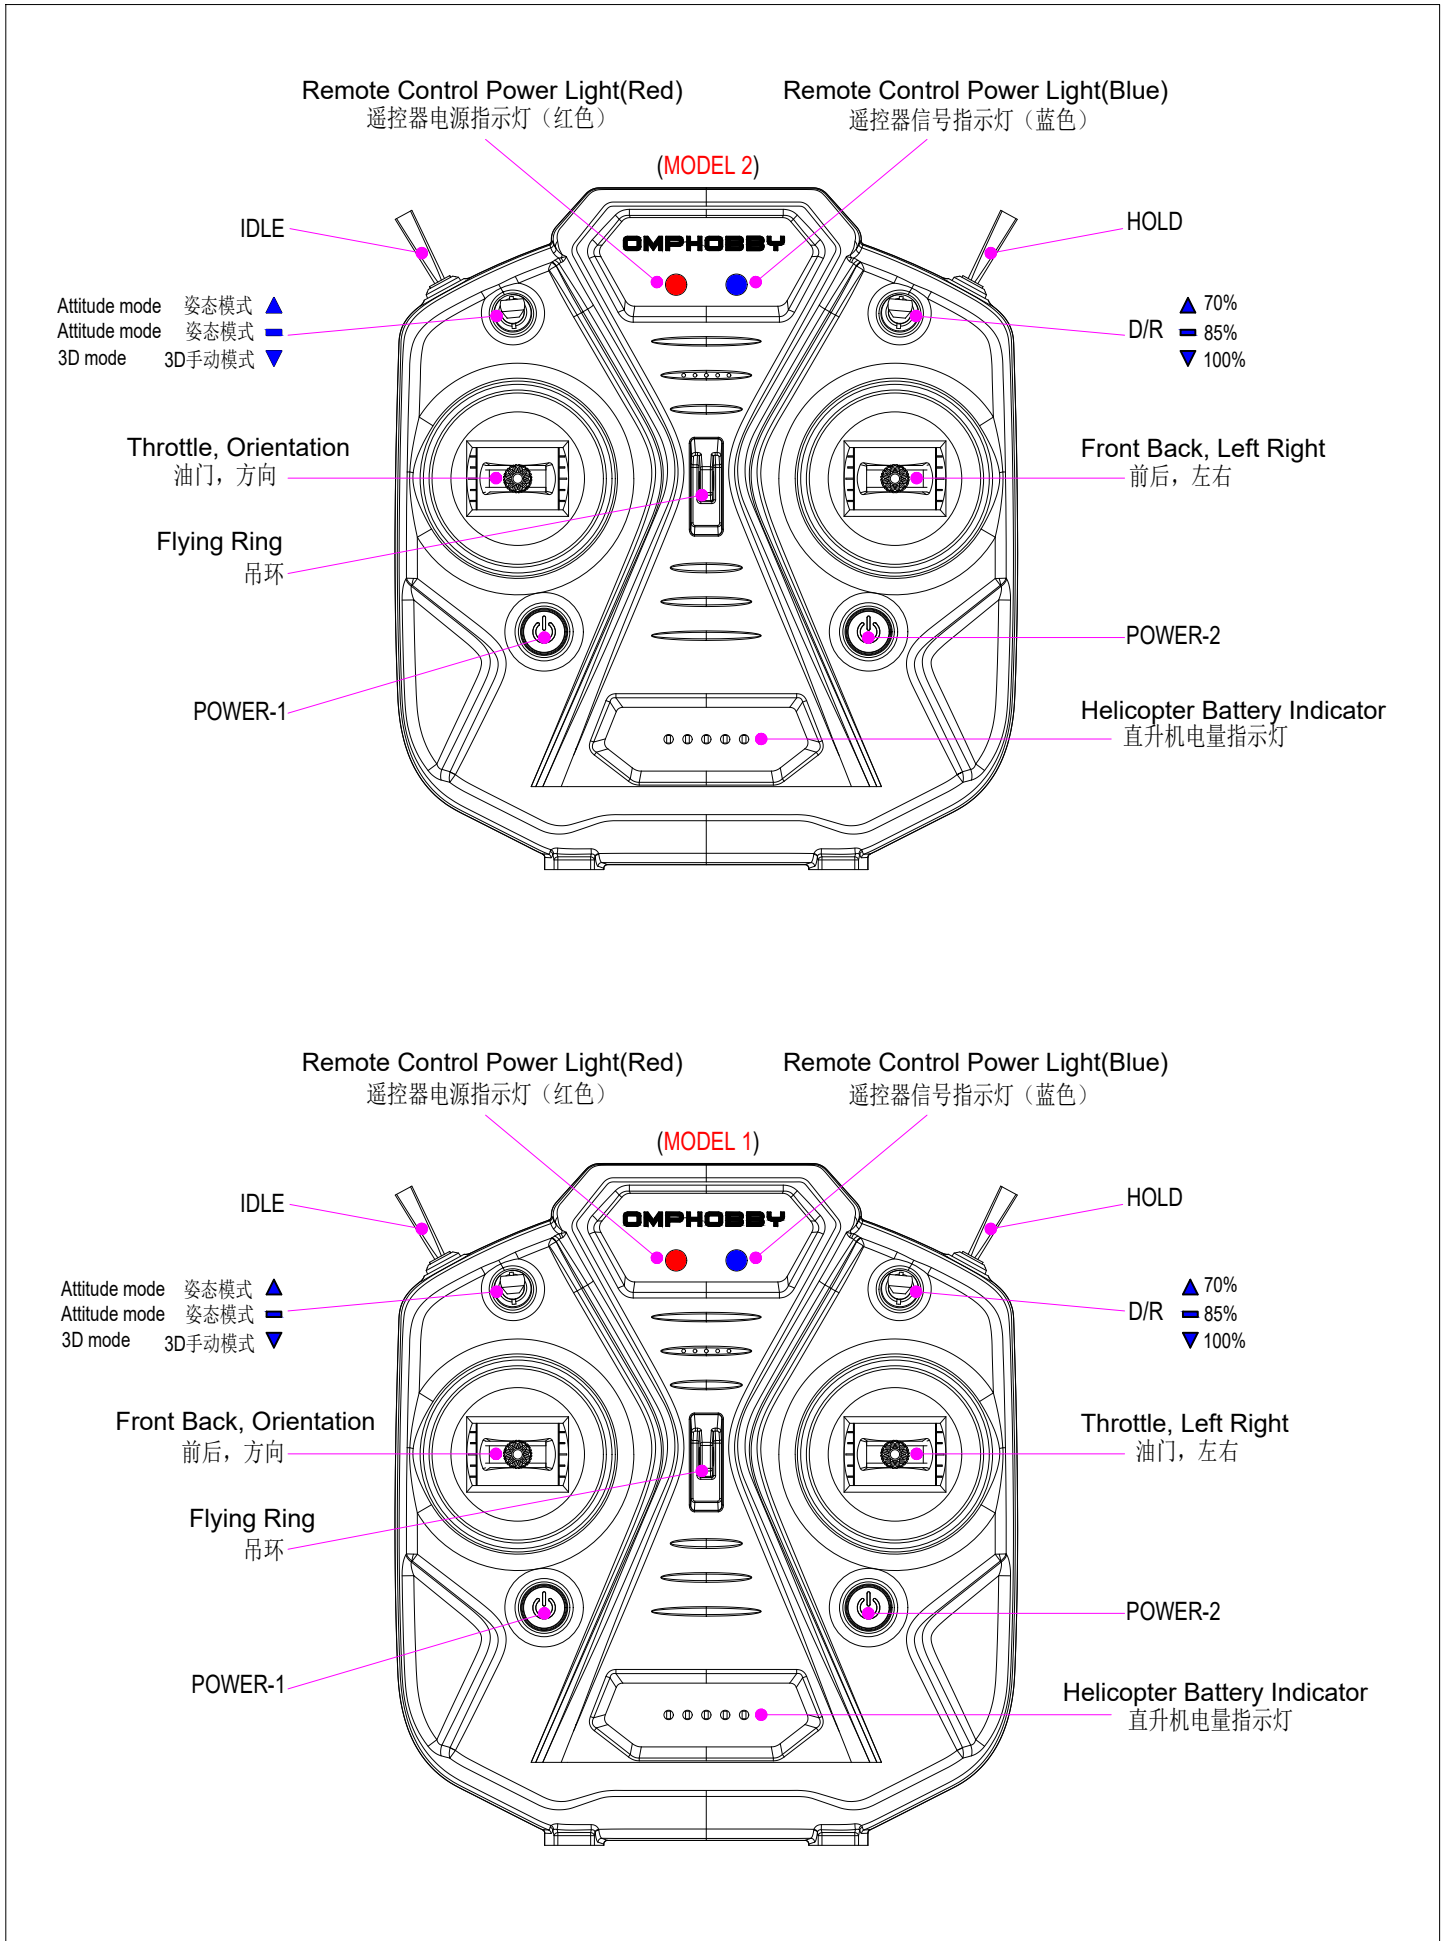 Remote Control Power Light(Red)
遥控器电源指示灯（红色）
Remote Control Power Light(Blue)
遥控器信号指示灯（蓝色）
(MODEL 2)
IDLE
HOLD
OMPHOBBY
Attitude mode 姿态模式 ▲
Attitude mode 姿态模式 ▬
3D mode 3D手动模式 ▼
▲ 70%
D/R ▬ 85%
▼ 100%
Throttle, Orientation
油门，方向
Front Back, Left Right
前后，左右
Flying Ring
吊环
POWER-1
POWER-2
Helicopter Battery Indicator
直升机电量指示灯
Remote Control Power Light(Red)
遥控器电源指示灯（红色）
Remote Control Power Light(Blue)
遥控器信号指示灯（蓝色）
(MODEL 1)
IDLE
HOLD
OMPHOBBY
Attitude mode 姿态模式 ▲
Attitude mode 姿态模式 ▬
3D mode 3D手动模式 ▼
▲ 70%
D/R ▬ 85%
▼ 100%
Front Back, Orientation
前后，方向
Throttle, Left Right
油门，左右
Flying Ring
吊环
POWER-1
POWER-2
Helicopter Battery Indicator
直升机电量指示灯